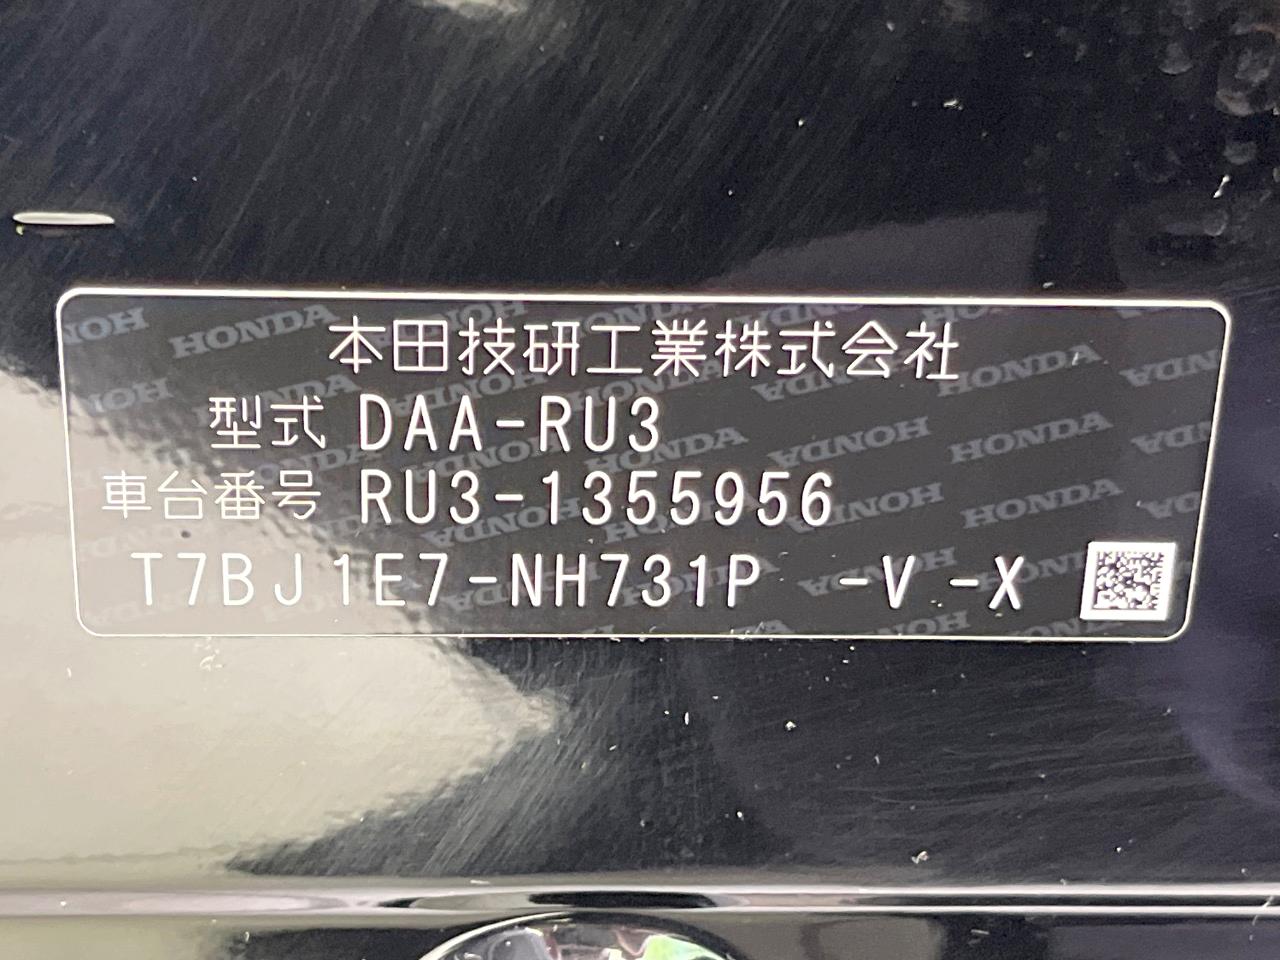 本田技研工業株式会社
型式 DAA-RU3
車台番号 RU3-1355956
T7BJ1E7-NH731P -V -X